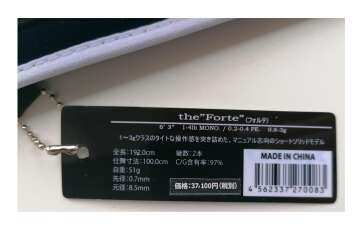 the"Forte"(フォルテ)
6' 3" 1-4lb MONO. / 0.2-0.4 PE. 0.8-3g
1〜3gクラスのタイトな操作感を突き詰めた、マニュアル志向のショートソリッドモデル
全長:192.0cm 継数:2本
仕舞寸法:100.0cm C/G含有率:97%
自重:51g
先径:0.7mm
元径:8.5mm
価格:37,100円(税別)
MADE IN CHINA
4 562337 270083